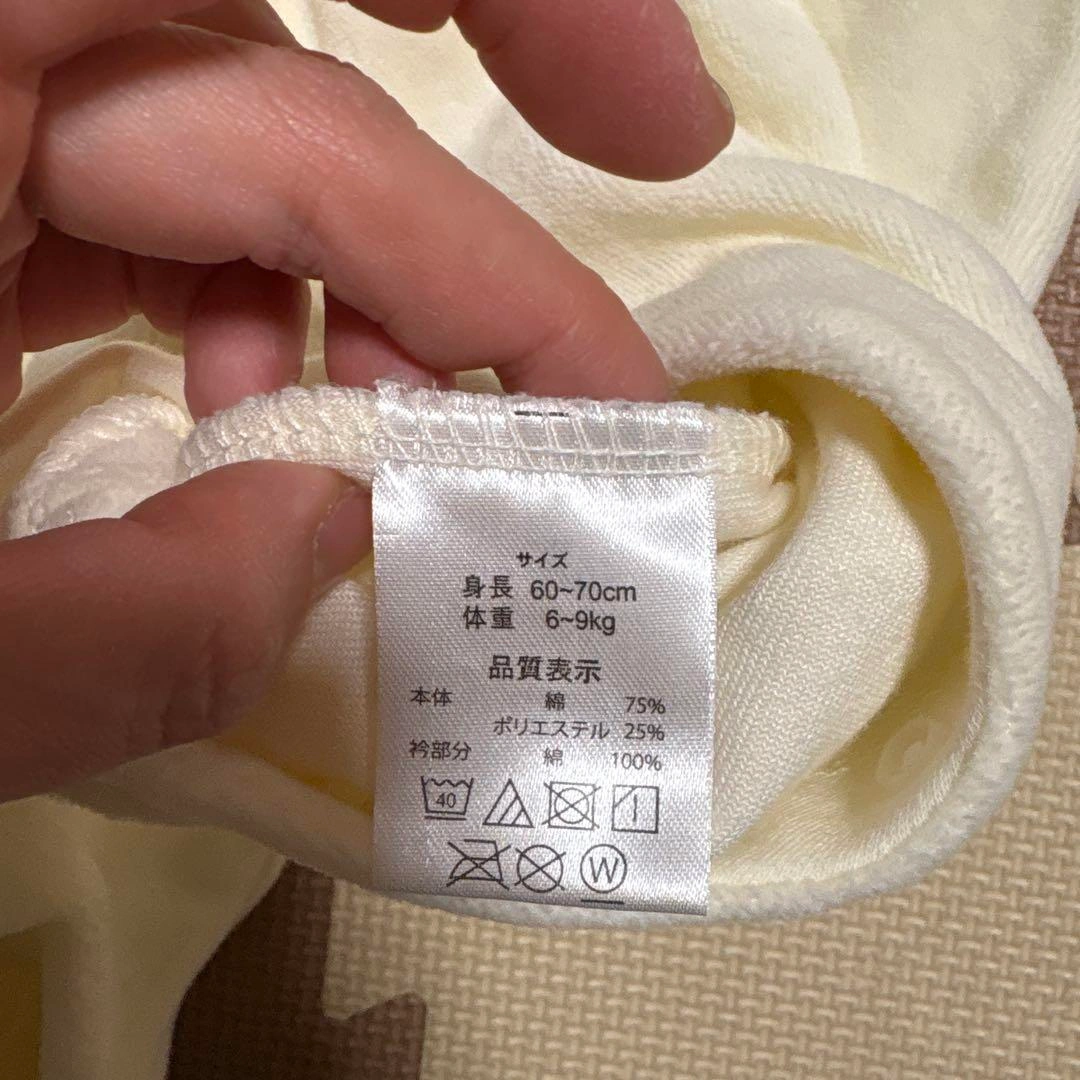 サイズ
身長 60~70cm
体重 6~9kg
品質表示
本体 綿 75%
ポリエステル 25%
衿部分 綿 100%
40
W